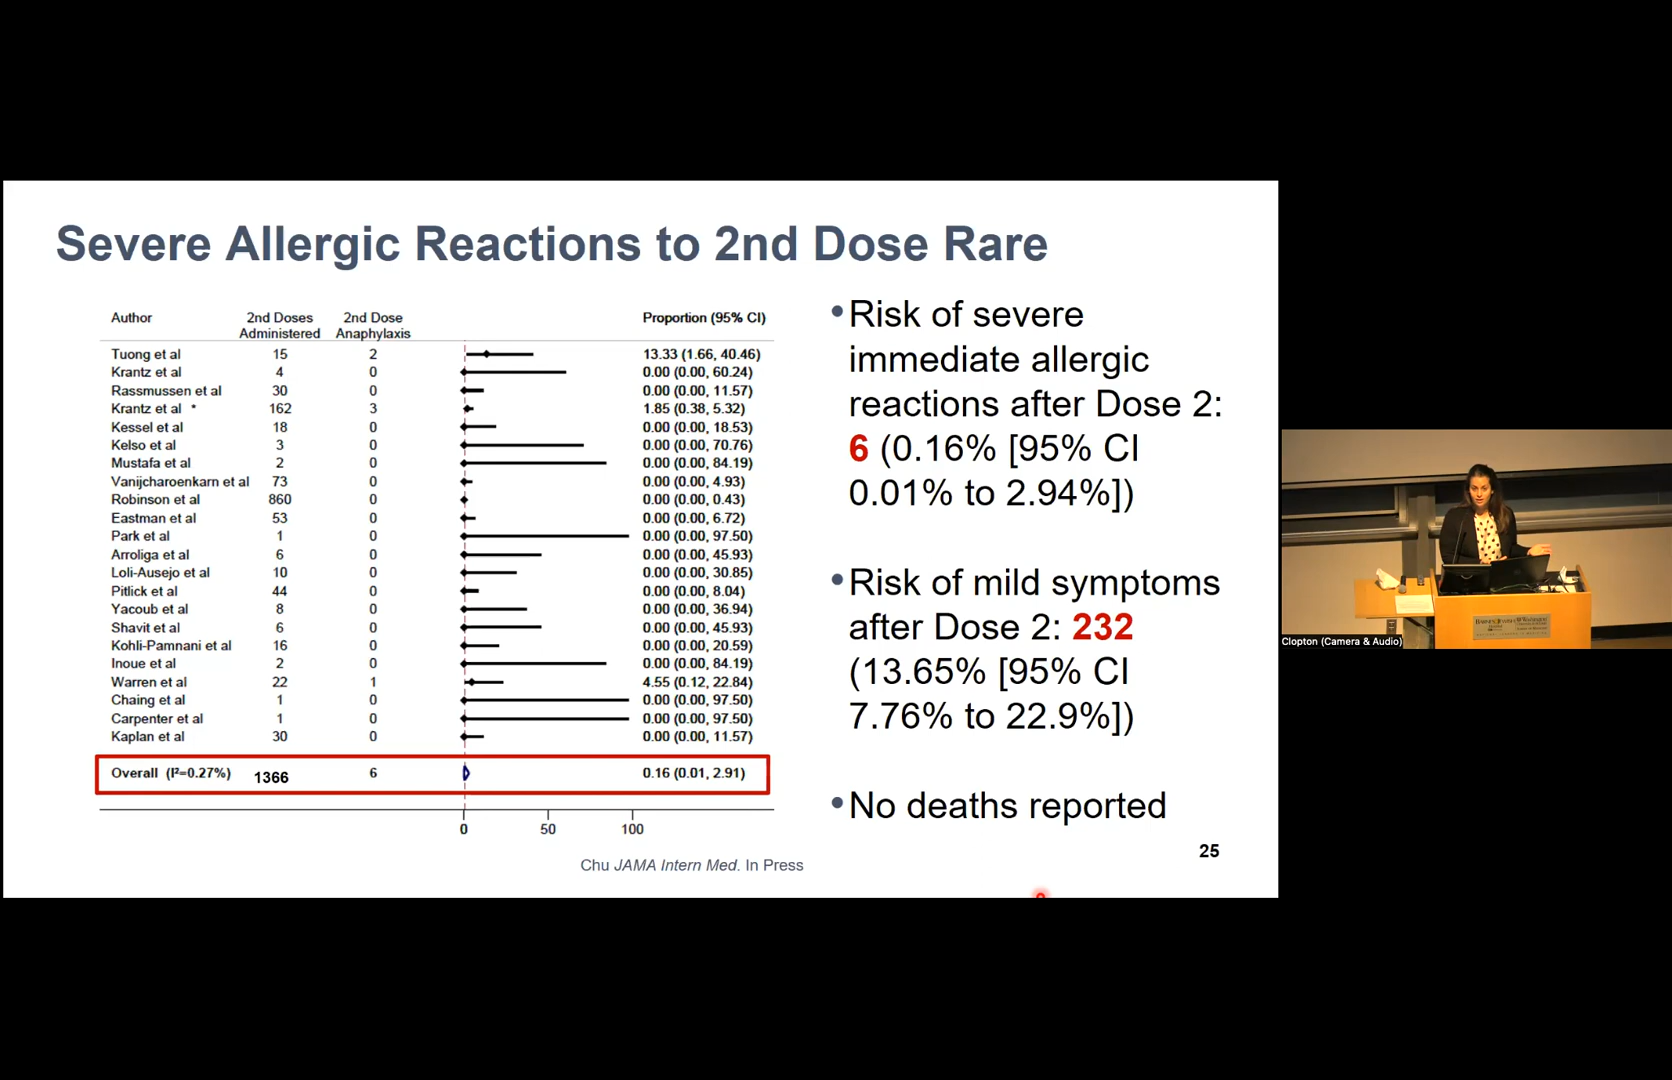 Severe Allergic Reactions to 2nd Dose Rare
Author 2nd Doses Administered 2nd Dose Anaphylaxis Proportion (95% CI)
Tuong et al 15 2 13.33 (1.66, 40.46)
Krantz et al 4 0 0.00 (0.00, 60.24)
Rassmussen et al 30 0 0.00 (0.00, 11.57)
Krantz et al * 162 3 1.85 (0.38, 5.32)
Kessel et al 18 0 0.00 (0.00, 18.53)
Kelso et al 3 0 0.00 (0.00, 70.76)
Mustafa et al 2 0 0.00 (0.00, 84.19)
Vanijcharoenkarn et al 73 0 0.00 (0.00, 4.93)
Robinson et al 860 0 0.00 (0.00, 0.43)
Eastman et al 53 0 0.00 (0.00, 6.72)
Park et al 1 0 0.00 (0.00, 97.50)
Arroliga et al 6 0 0.00 (0.00, 45.93)
Loli-Ausejo et al 10 0 0.00 (0.00, 30.85)
Pitlick et al 44 0 0.00 (0.00, 8.04)
Yacoub et al 8 0 0.00 (0.00, 36.94)
Shavit et al 6 0 0.00 (0.00, 45.93)
Kohli-Pamnani et al 16 0 0.00 (0.00, 20.59)
Inoue et al 2 0 0.00 (0.00, 84.19)
Warren et al 22 1 4.55 (0.12, 22.84)
Chaing et al 1 0 0.00 (0.00, 97.50)
Carpenter et al 1 0 0.00 (0.00, 97.50)
Kaplan et al 30 0 0.00 (0.00, 11.57)
Overall (I²=0.27%) 1366 6 0.16 (0.01, 2.91)
0 50 100
Chu JAMA Intern Med. In Press
•Risk of severe
immediate allergic
reactions after Dose 2:
6 (0.16% [95% CI
0.01% to 2.94%])
•Risk of mild symptoms
after Dose 2: 232
(13.65% [95% CI
7.76% to 22.9%])
•No deaths reported
25
Clopton (Camera & Audio)